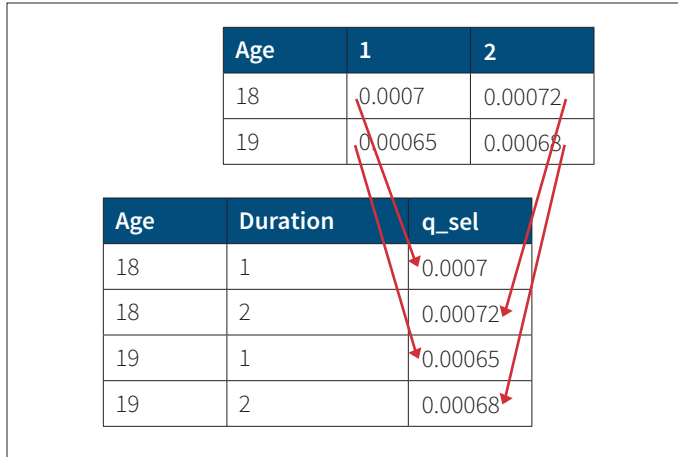 Age 1 2
18 0.0007 0.00072
19 0.00065 0.00068
Age Duration q_sel
18 1 0.0007
18 2 0.00072
19 1 0.00065
19 2 0.00068